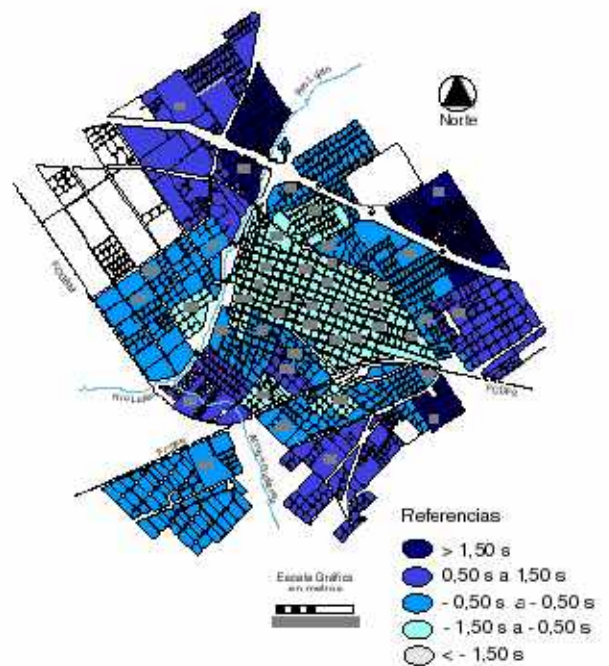 Norte
Referencias
> 1,50 s
0,50 s a 1,50 s
- 0,50 s a - 0,50 s
- 1,50 s a - 0,50 s
< - 1,50 s
Escala Gráfica
en metros